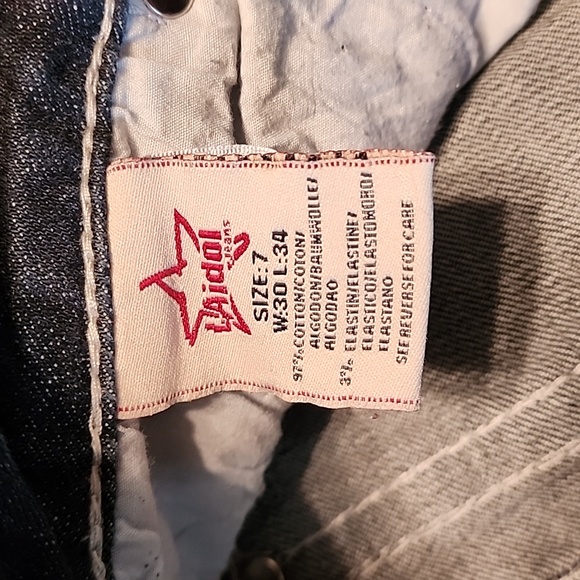 LA idol
jeans
SIZE:7
W:30 L:34
97% COTTON/COTON/
ALGODON/BAUMWOLLE/
ALGODAO
3% ELASTIN/ELASTINE/
ELASTICO/ELASTOMORO/
ELASTANO
SEE REVERSE FOR CARE